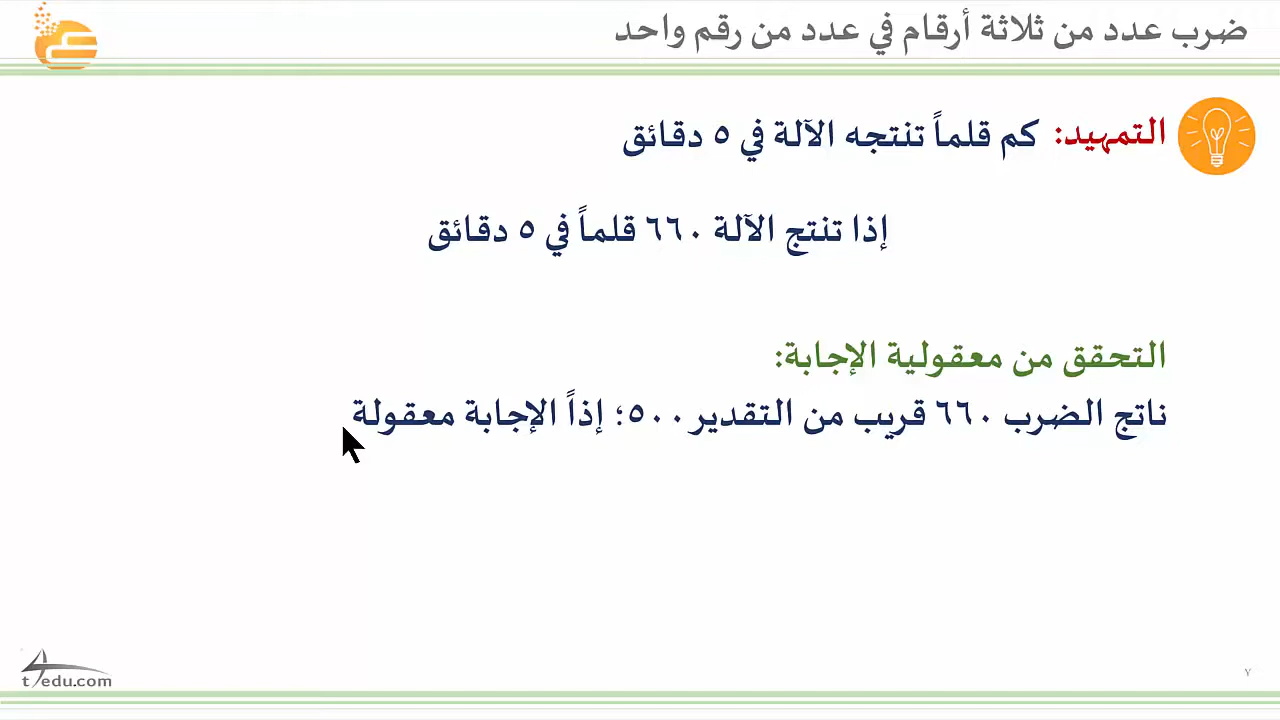 ضرب عدد من ثلاثة أرقام في عدد من رقم واحد
التمهيد: كم قلماً تنتجه الآلة في ٥ دقائق
إذا تنتج الآلة ٦٦٠ قلماً في ٥ دقائق
التحقق من معقولية الإجابة:
ناتج الضرب ٦٦٠ قريب من التقدير ٥٠٠؛ إذاً الإجابة معقولة
t4edu.com
٧